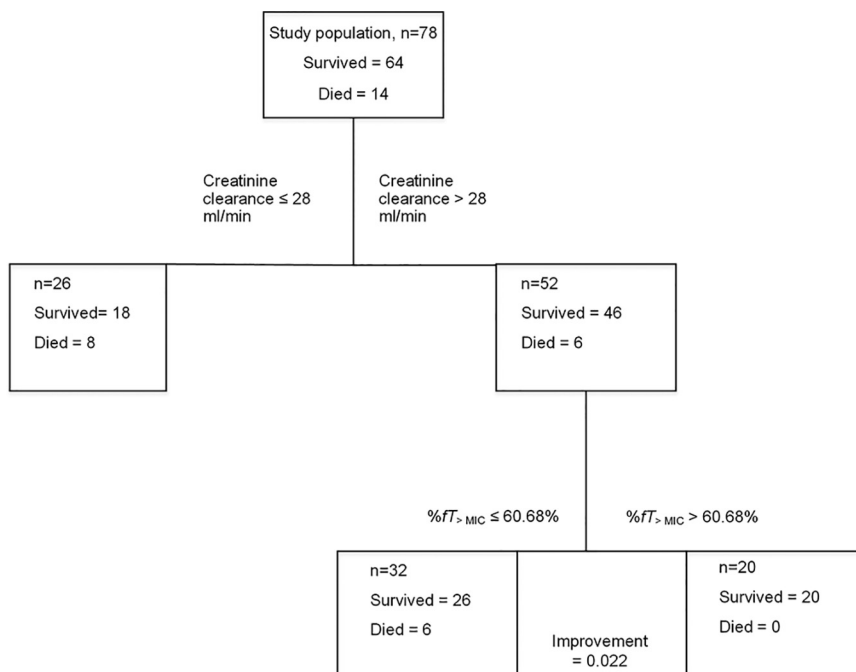 Study population, n=78
Survived = 64
Died = 14
Creatinine
clearance ≤ 28
ml/min
Creatinine
clearance > 28
ml/min
n=26
Survived= 18
Died = 8
n=52
Survived = 46
Died = 6
%fT> MIC ≤ 60.68%
%fT> MIC > 60.68%
n=32
Survived = 26
Died = 6
Improvement
= 0.022
n=20
Survived = 20
Died = 0